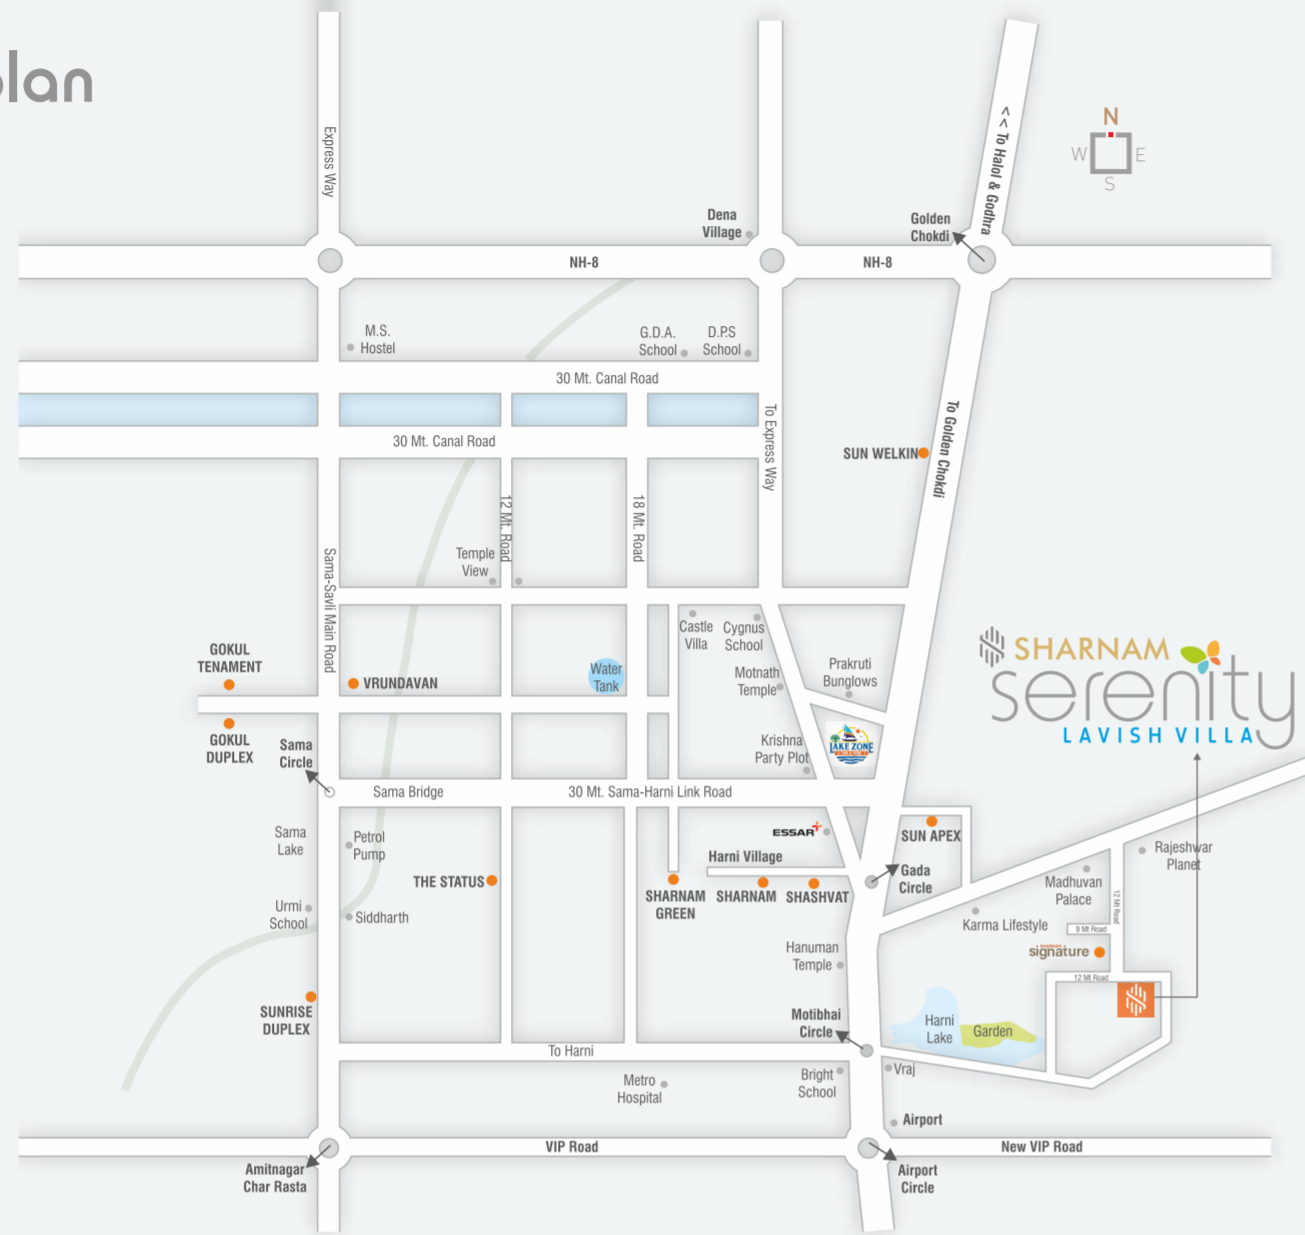 plan
Express Way
<< To Halol & Godhra
N
W E
S
Dena
Village
Golden
Chokdi
NH-8
NH-8
M.S.
Hostel
G.D.A.
School
D.P.S
School
30 Mt. Canal Road
To Express Way
To Golden Chokdi
30 Mt. Canal Road
SUN WELKIN
12 Mt. Road
18 Mt. Road
Temple
View
Sama-Savli Main Road
Castle
Villa
Cygnus
School
GOKUL
TENAMENT
VRUNDAVAN
Water
Tank
Motnath
Temple
Prakruti
Bunglows
SHARNAM
serenity
LAVISH VILLA
GOKUL
DUPLEX
Sama
Circle
Krishna
Party Plot
LAKE ZONE
Sama Bridge
30 Mt. Sama-Harni Link Road
Sama
Lake
Petrol
Pump
ESSAR
SUN APEX
Harni Village
Gada
Circle
Rajeshwar
Planet
THE STATUS
SHARNAM
GREEN
SHARNAM
SHASHVAT
Madhuvan
Palace
12 Mt Road
Urmi
School
Siddharth
Karma Lifestyle
9 Mt Road
Hanuman
Temple
signature
12 Mt Road
SUNRISE
DUPLEX
Motibhai
Circle
Harni
Lake
Garden
To Harni
Metro
Hospital
Bright
School
Vraj
Airport
VIP Road
New VIP Road
Amitnagar
Char Rasta
Airport
Circle